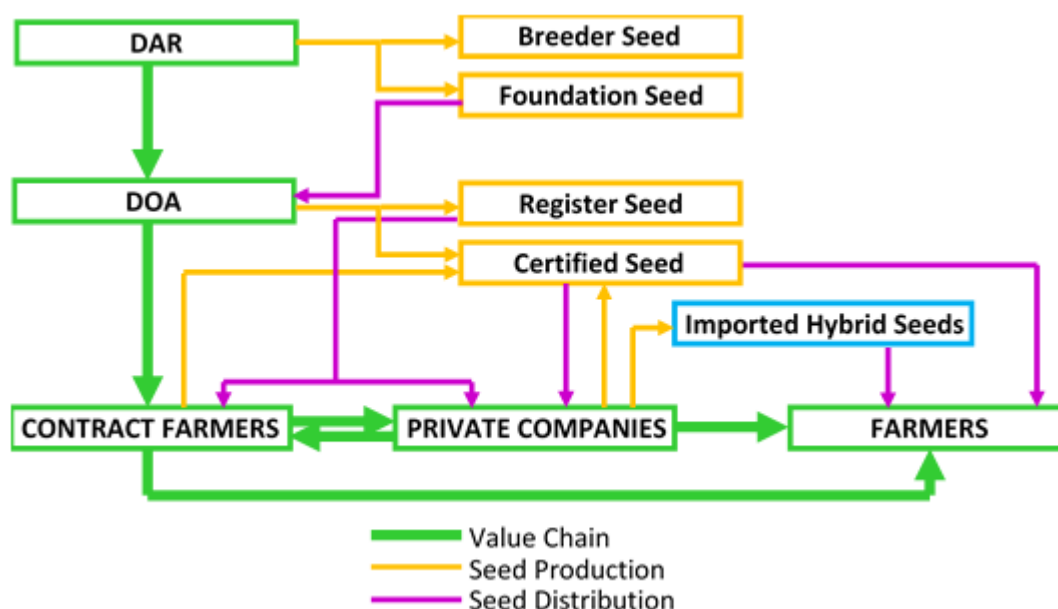 DAR
Breeder Seed
Foundation Seed
DOA
Register Seed
Certified Seed
Imported Hybrid Seeds
CONTRACT FARMERS
PRIVATE COMPANIES
FARMERS
Value Chain
Seed Production
Seed Distribution